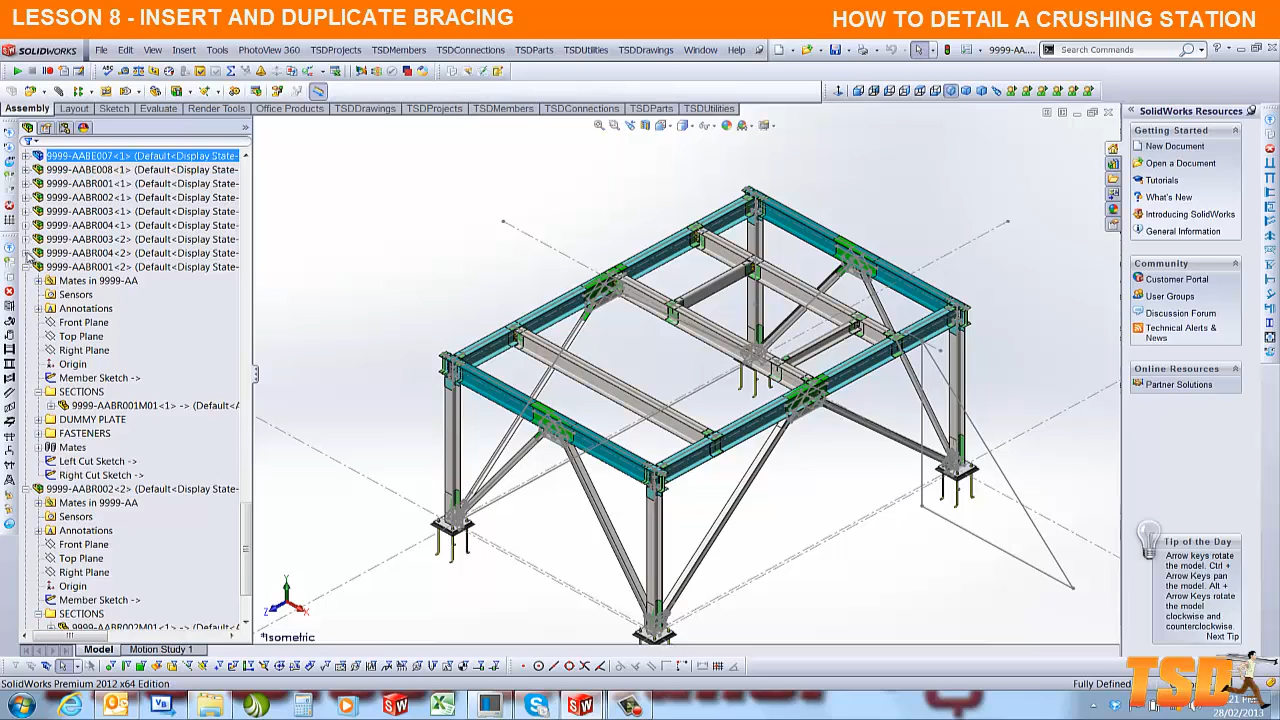 LESSON 8 - INSERT AND DUPLICATE BRACING
HOW TO DETAIL A CRUSHING STATION
SOLIDWORKS File Edit View Insert Tools PhotoView 360 TSDProjects TSDMembers TSDConnections TSDParts TSDUtilities TSDDrawings Window Help 9999-AA.... Search Commands
Assembly Layout Sketch Evaluate Render Tools Office Products TSDDrawings TSDProjects TSDMembers TSDConnections TSDParts TSDUtilities
9999-AABE007<1> (Default<Display State-
9999-AABE008<1> (Default<Display State-
9999-AABR001<1> (Default<Display State-
9999-AABR002<1> (Default<Display State-
9999-AABR003<1> (Default<Display State-
9999-AABR004<1> (Default<Display State-
9999-AABR003<2> (Default<Display State-
9999-AABR004<2> (Default<Display State-
9999-AABR001<2> (Default<Display State-
Mates in 9999-AA
Sensors
Annotations
Front Plane
Top Plane
Right Plane
Origin
Member Sketch ->
SECTIONS
9999-AABR001M01<1> -> (Default<
DUMMY PLATE
FASTENERS
Mates
Left Cut Sketch ->
Right Cut Sketch ->
9999-AABR002<2> (Default<Display State-
Mates in 9999-AA
Sensors
Annotations
Front Plane
Top Plane
Right Plane
Origin
Member Sketch ->
SECTIONS
9999-AABR002M01<1> -> (Default<
Y
Z
X
*Isometric
SolidWorks Resources
Getting Started
New Document
Open a Document
Tutorials
What's New
Introducing SolidWorks
General Information
Community
Customer Portal
User Groups
Discussion Forum
Technical Alerts &
News
Online Resources
Partner Solutions
Tip of the Day
Arrow keys rotate
the model. Ctrl +
Arrow Keys pan
the model. Alt +
Arrow Keys rotate
the model
clockwise and
counterclockwise.
Next Tip
Model Motion Study 1
SolidWorks Premium 2012 x64 Edition
Fully Defined
TSD
28/02/2013